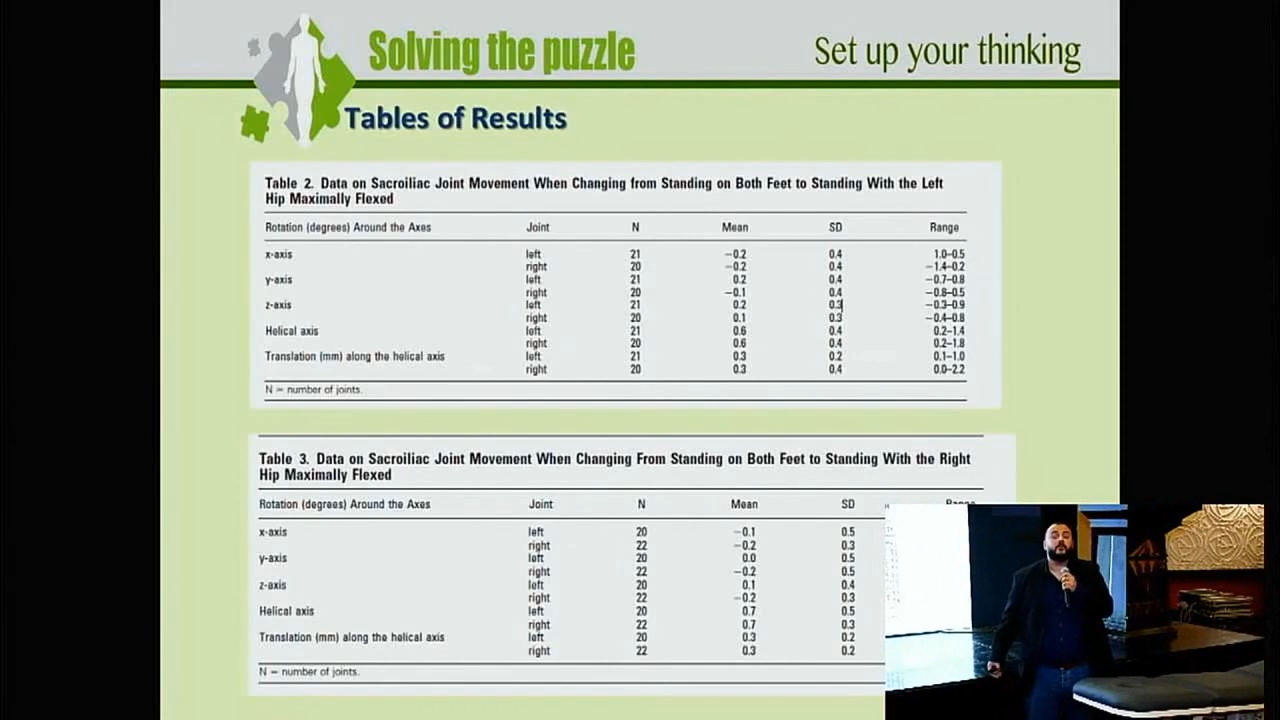 Solving the puzzle
Set up your thinking
Tables of Results
Table 2. Data on Sacroiliac Joint Movement When Changing from Standing on Both Feet to Standing With the Left
Hip Maximally Flexed
Rotation (degrees) Around the Axes Joint N Mean SD Range
x-axis left 21 −0.2 0.4 1.0–0.5
right 20 −0.2 0.4 −1.4–0.2
y-axis left 21 0.2 0.4 −0.7–0.8
right 20 −0.1 0.4 −0.8–0.5
z-axis left 21 0.2 0.3 −0.3–0.9
right 20 0.1 0.3 −0.4–0.8
Helical axis left 21 0.6 0.4 0.2–1.4
right 20 0.6 0.4 0.2–1.8
Translation (mm) along the helical axis left 21 0.3 0.2 0.1–1.0
right 20 0.3 0.4 0.0–2.2
N = number of joints.
Table 3. Data on Sacroiliac Joint Movement When Changing From Standing on Both Feet to Standing With the Right
Hip Maximally Flexed
Rotation (degrees) Around the Axes Joint N Mean SD Range
x-axis left 20 −0.1 0.5
right 22 −0.2 0.3
y-axis left 20 0.0 0.5
right 22 −0.2 0.5
z-axis left 20 0.1 0.4
right 22 −0.2 0.3
Helical axis left 20 0.7 0.5
right 22 0.7 0.3
Translation (mm) along the helical axis left 20 0.3 0.2
right 22 0.3 0.2
N = number of joints.